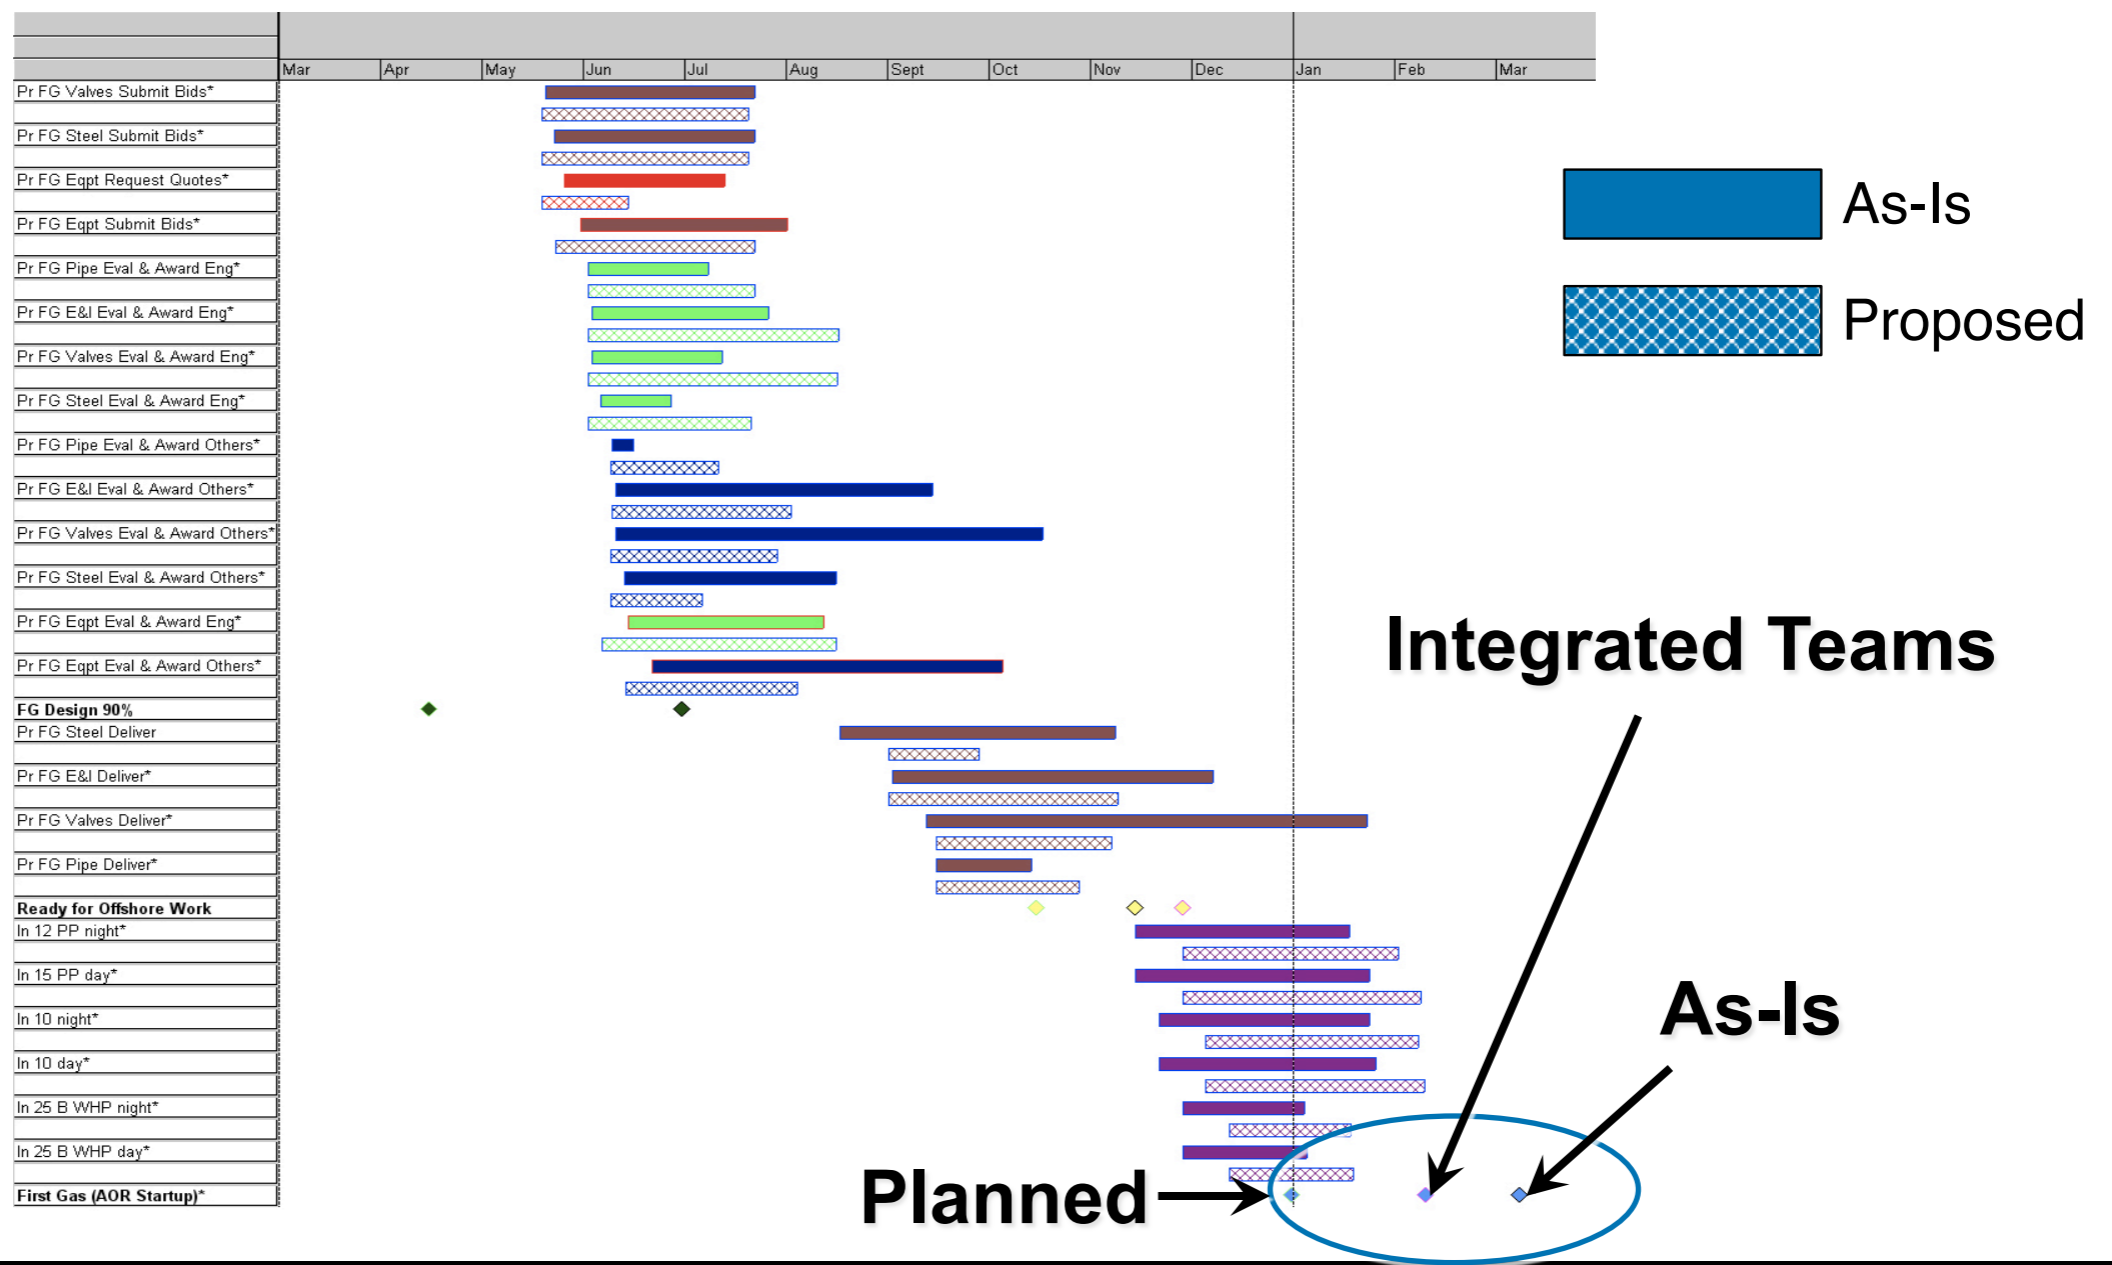 Mar Apr May Jun Jul Aug Sept Oct Nov Dec Jan Feb Mar
Pr FG Valves Submit Bids*
Pr FG Steel Submit Bids*
Pr FG Eqpt Request Quotes*
Pr FG Eqpt Submit Bids*
Pr FG Pipe Eval & Award Eng*
Pr FG E&I Eval & Award Eng*
Pr FG Valves Eval & Award Eng*
Pr FG Steel Eval & Award Eng*
Pr FG Pipe Eval & Award Others*
Pr FG E&I Eval & Award Others*
Pr FG Valves Eval & Award Others*
Pr FG Steel Eval & Award Others*
Pr FG Eqpt Eval & Award Eng*
Pr FG Eqpt Eval & Award Others*
FG Design 90%
Pr FG Steel Deliver
Pr FG E&I Deliver*
Pr FG Valves Deliver*
Pr FG Pipe Deliver*
Ready for Offshore Work
In 12 PP night*
In 15 PP day*
In 10 night*
In 10 day*
In 25 B WHP night*
In 25 B WHP day*
First Gas (AOR Startup)*
As-Is
Proposed
Integrated Teams
As-Is
Planned